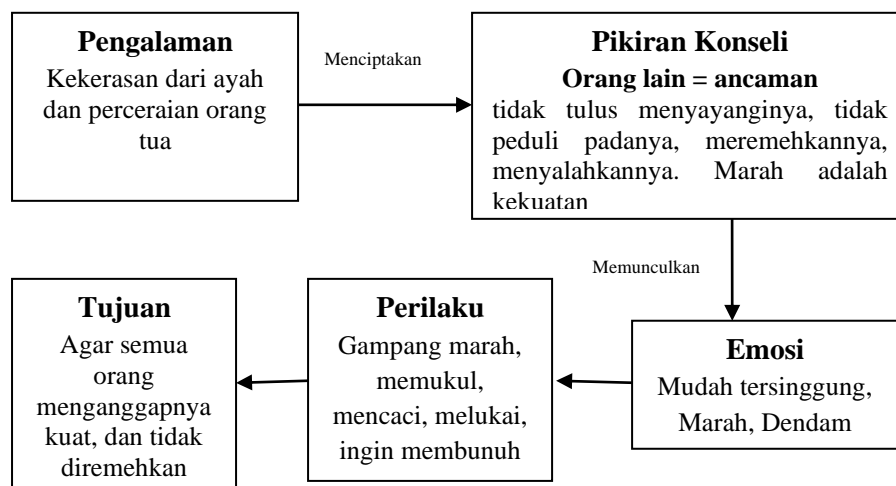 Pengalaman
Kekerasan dari ayah
dan perceraian orang
tua
Menciptakan
Pikiran Konseli
Orang lain = ancaman
tidak tulus menyayanginya, tidak
peduli padanya, meremehkannya,
menyalahkannya. Marah adalah
kekuatan
Memunculkan
Emosi
Mudah tersinggung,
Marah, Dendam
Perilaku
Gampang marah,
memukul,
mencaci, melukai,
ingin membunuh
Tujuan
Agar semua
orang
menganggapnya
kuat, dan tidak
diremehkan